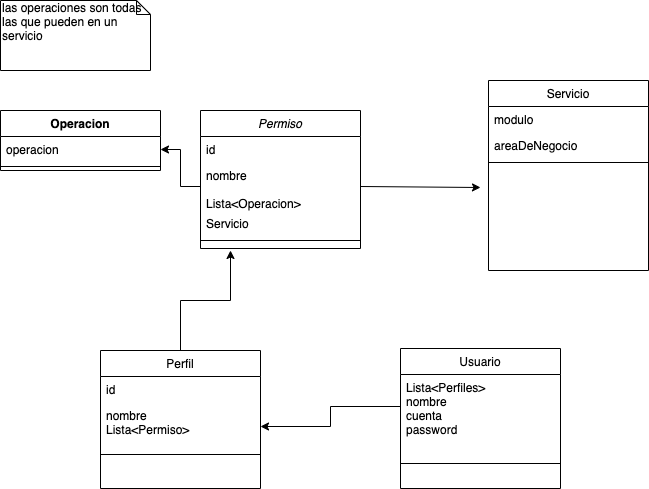 las operaciones son todas
las que pueden en un
servicio
Operacion
operacion
Permiso
id
nombre
Lista<Operacion>
Servicio
Servicio
modulo
areaDeNegocio
Perfil
id
nombre
Lista<Permiso>
Usuario
Lista<Perfiles>
nombre
cuenta
password